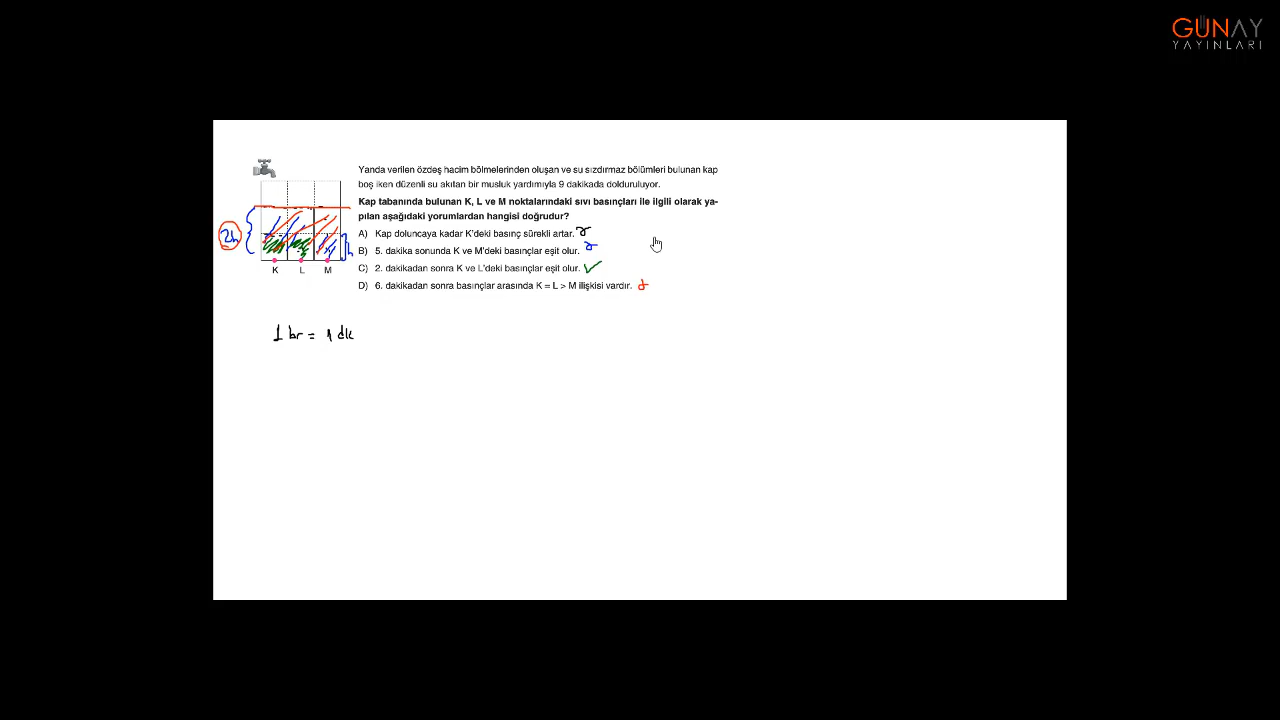 GÜNAY
YAYINLARI
Yanda verilen özdeş hacim bölmelerinden oluşan ve su sızdırmaz bölümleri bulunan kap
boş iken düzenli su akıtan bir musluk yardımıyla 9 dakikada dolduruluyor.
Kap tabanında bulunan K, L ve M noktalarındaki sıvı basınçları ile ilgili olarak ya-
pılan aşağıdaki yorumlardan hangisi doğrudur?
A) Kap doluncaya kadar K'deki basınç sürekli artar.
B) 5. dakika sonunda K ve M'deki basınçlar eşit olur.
C) 2. dakikadan sonra K ve L'deki basınçlar eşit olur.
D) 6. dakikadan sonra basınçlar arasında K = L > M ilişkisi vardır.
2h
h
K L M
1 br = 1 dk